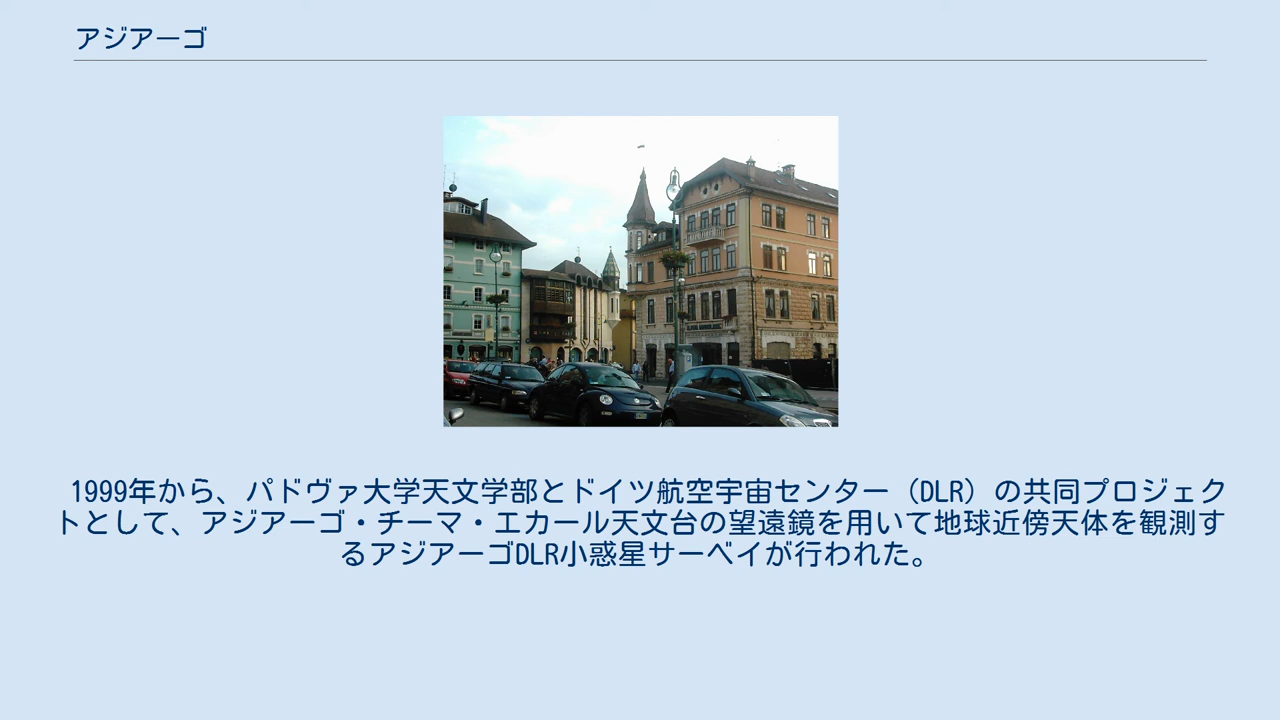 アジアーゴ
1999年から、パドヴァ大学天文学部とドイツ航空宇宙センター（DLR）の共同プロジェク
トとして、アジアーゴ・チーマ・エカール天文台の望遠鏡を用いて地球近傍天体を観測す
るアジアーゴDLR小惑星サーベイが行われた。